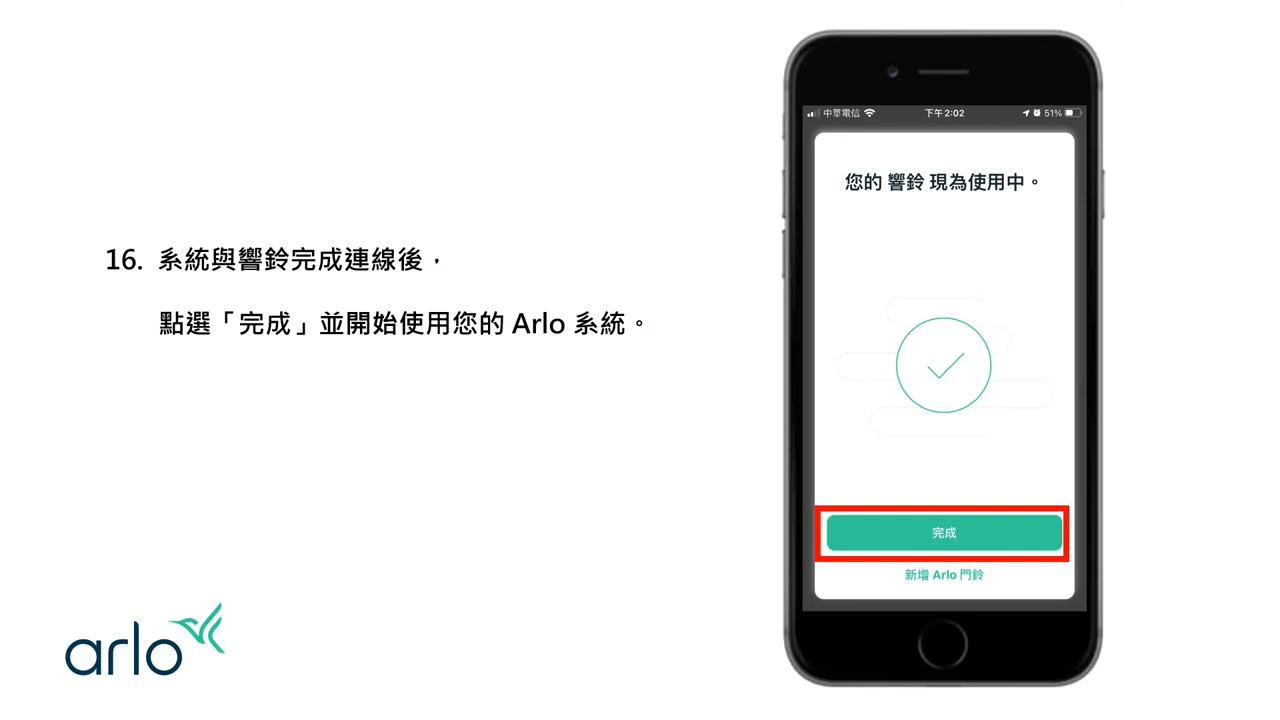 16. 系統與響鈴完成連線後，
點選「完成」並開始使用您的 Arlo 系統。
arlo
中華電信
下午2:02
51%
您的 響鈴 現為使用中。
完成
新增 Arlo 門鈴